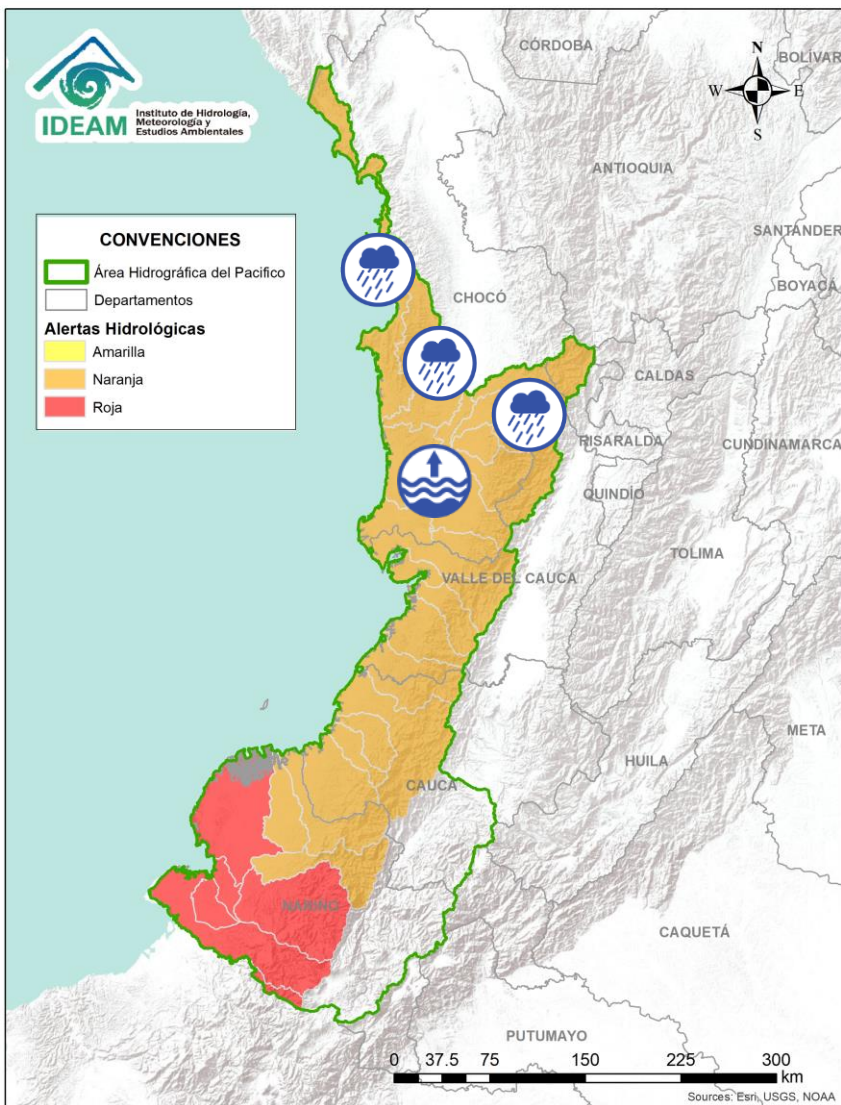 IDEAM
Instituto de Hidrología,
Meteorología y
Estudios Ambientales
CÓRDOBA
BOLÍVAR
N
W
E
S
ANTIOQUIA
SANTANDER
BOYACÁ
CONVENCIONES
Área Hidrográfica del Pacifico
Departamentos
Alertas Hidrológicas
Amarilla
Naranja
Roja
CHOCÓ
CALDAS
RISARALDA
CUNDINAMARCA
QUINDÍO
TOLIMA
VALLE DEL CAUCA
META
HUILA
CAUCA
NARIÑO
CAQUETÁ
PUTUMAYO
0 37.5 75 150 225 300
km
Sources: Esri, USGS, NOAA